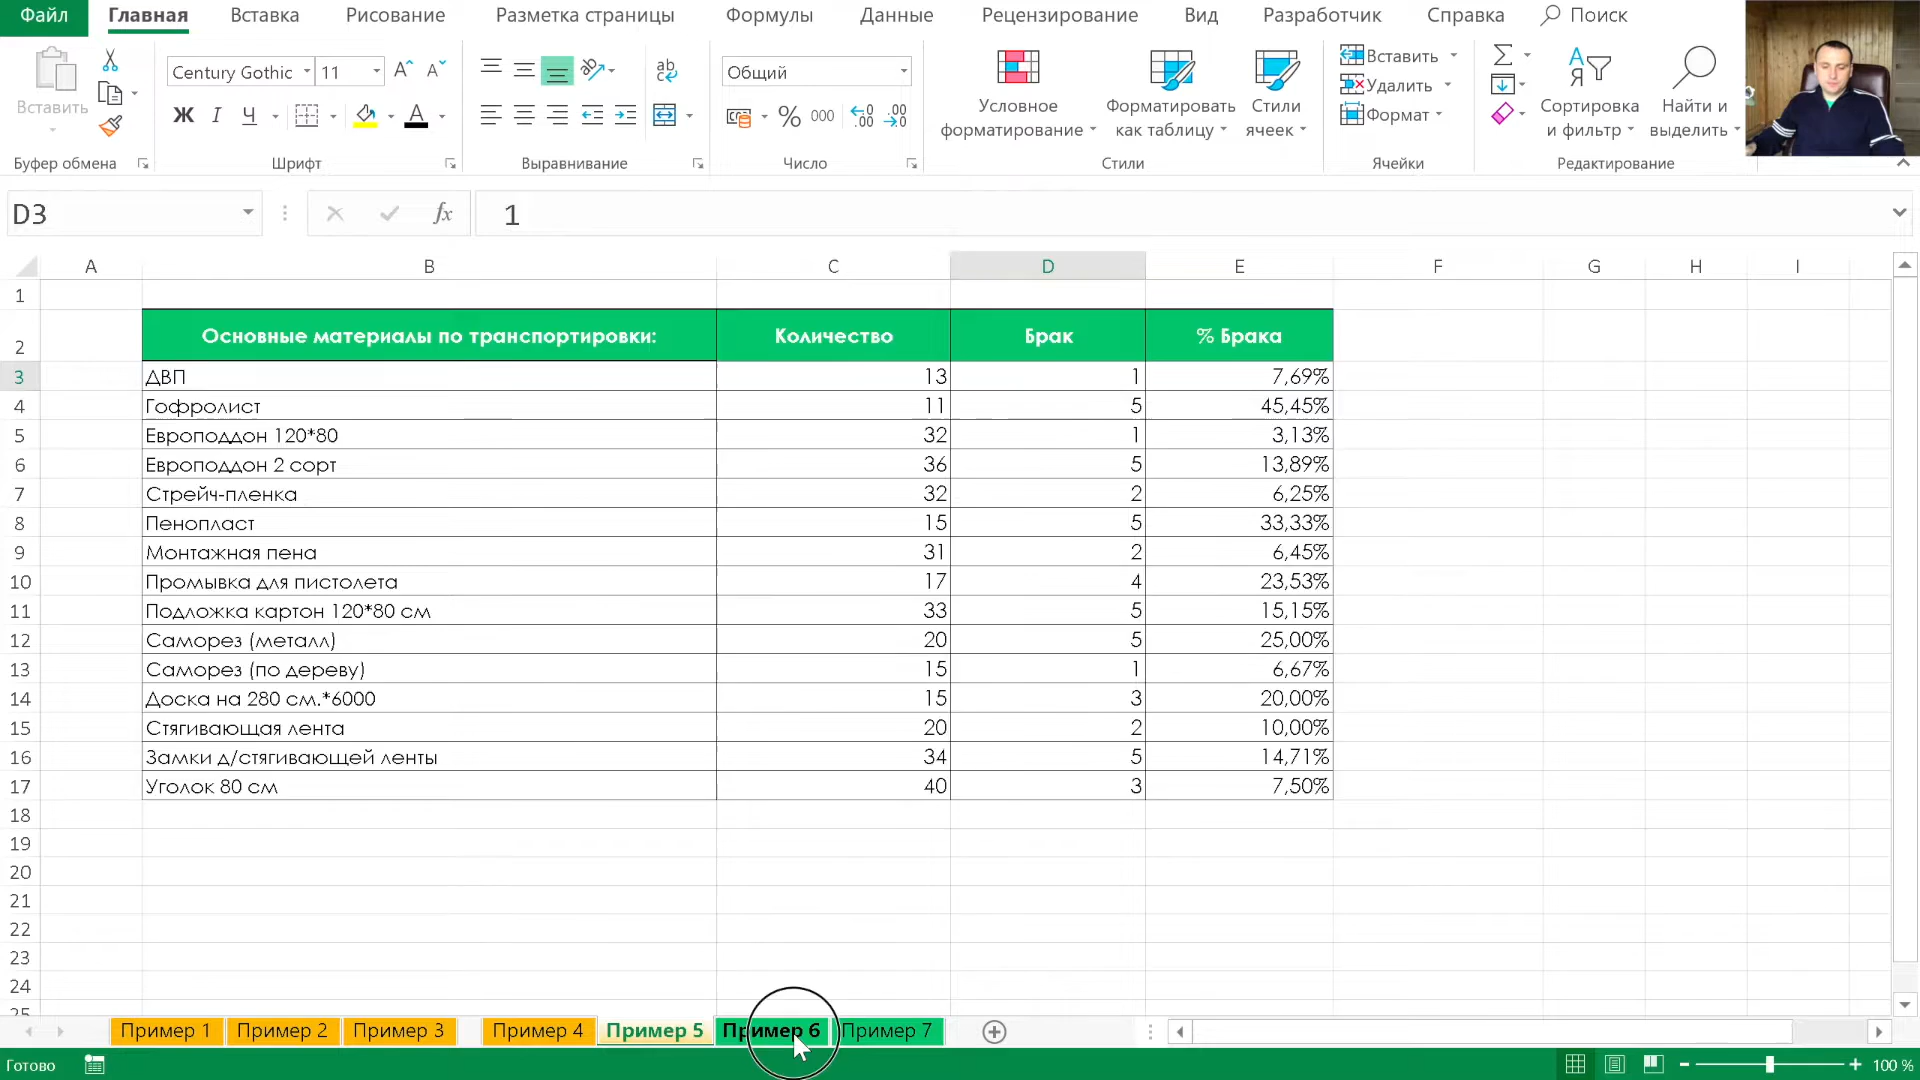 Файл Главная Вставка Рисование Разметка страницы Формулы Данные Рецензирование Вид Разработчик Справка Поиск
Вставить
Буфер обмена
Century Gothic 11
Ж К Ч
Шрифт
Выравнивание
Общий
% 000
Число
Условное форматирование
Форматировать как таблицу
Стили ячеек
Стили
Вставить
Удалить
Формат
Ячейки
Сортировка и фильтр
Найти и выделить
Редактирование
D3 fx 1
A B C D E F G H I
1
2 Основные материалы по транспортировки: Количество Брак % Брака
3 ДВП 13 1 7,69%
4 Гофролист 11 5 45,45%
5 Европоддон 120*80 32 1 3,13%
6 Европоддон 2 сорт 36 5 13,89%
7 Стрейч-пленка 32 2 6,25%
8 Пенопласт 15 5 33,33%
9 Монтажная пена 31 2 6,45%
10 Промывка для пистолета 17 4 23,53%
11 Подложка картон 120*80 см 33 5 15,15%
12 Саморез (металл) 20 5 25,00%
13 Саморез (по дереву) 15 1 6,67%
14 Доска на 280 см.*6000 15 3 20,00%
15 Стягивающая лента 20 2 10,00%
16 Замки д/стягивающей ленты 34 5 14,71%
17 Уголок 80 см 40 3 7,50%
18
19
20
21
22
23
24
25
Пример 1 Пример 2 Пример 3 Пример 4 Пример 5 Пример 6 Пример 7
Готово 100 %